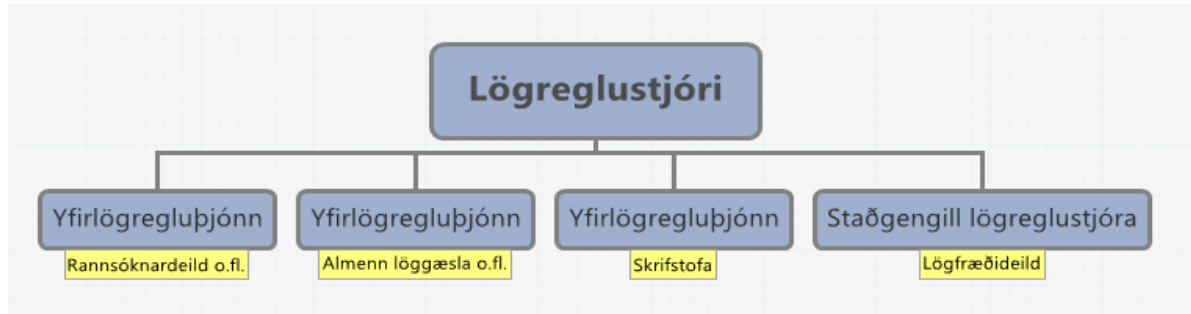 Lögreglustjóri
Yfirlögregluþjónn
Rannsóknardeild o.fl.
Yfirlögregluþjónn
Almenn löggæsla o.fl.
Yfirlögregluþjónn
Skrifstofa
Staðgengill lögreglustjóra
Lögfræðideild